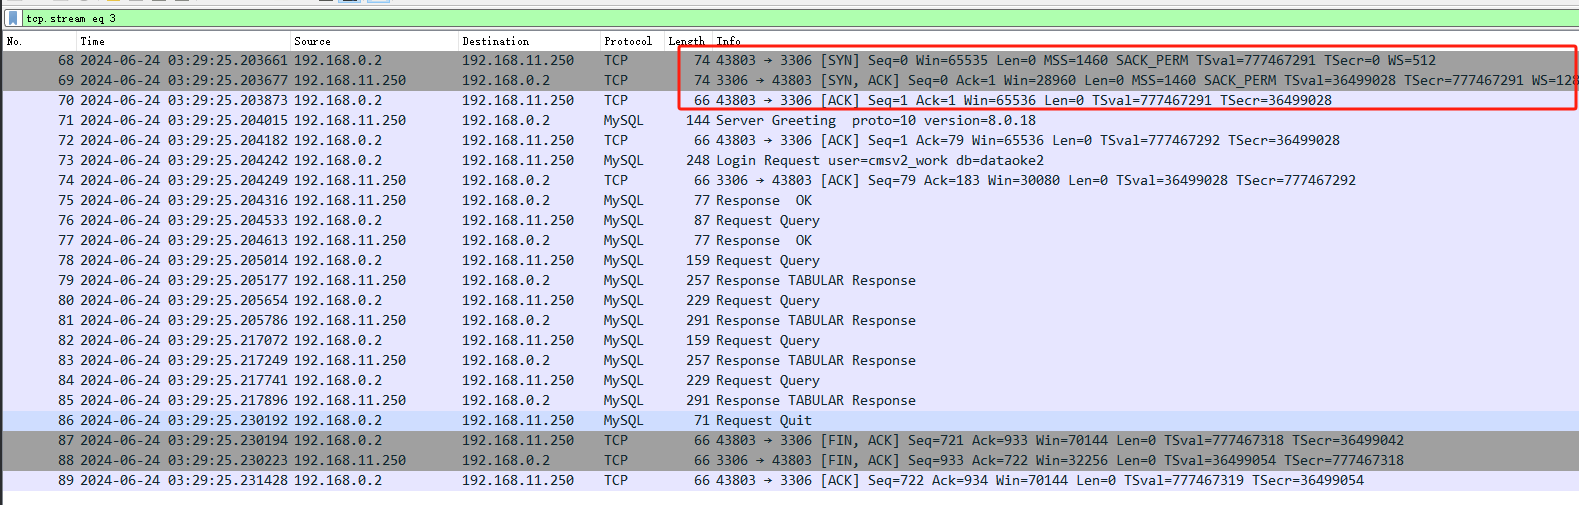 tcp.stream eq 3
No. Time Source Destination Protocol Length Info
68 2024-06-24 03:29:25.203661 192.168.0.2 192.168.11.250 TCP 74 43803 → 3306 [SYN] Seq=0 Win=65535 Len=0 MSS=1460 SACK_PERM TSval=777467291 TSecr=0 WS=512
69 2024-06-24 03:29:25.203677 192.168.11.250 192.168.0.2 TCP 74 3306 → 43803 [SYN, ACK] Seq=0 Ack=1 Win=28960 Len=0 MSS=1460 SACK_PERM TSval=36499028 TSecr=777467291 WS=128
70 2024-06-24 03:29:25.203873 192.168.0.2 192.168.11.250 TCP 66 43803 → 3306 [ACK] Seq=1 Ack=1 Win=65536 Len=0 TSval=777467291 TSecr=36499028
71 2024-06-24 03:29:25.204015 192.168.11.250 192.168.0.2 MySQL 144 Server Greeting proto=10 version=8.0.18
72 2024-06-24 03:29:25.204182 192.168.0.2 192.168.11.250 TCP 66 43803 → 3306 [ACK] Seq=1 Ack=79 Win=65536 Len=0 TSval=777467292 TSecr=36499028
73 2024-06-24 03:29:25.204242 192.168.0.2 192.168.11.250 MySQL 248 Login Request user=cmsv2_work db=dataoke2
74 2024-06-24 03:29:25.204249 192.168.11.250 192.168.0.2 TCP 66 3306 → 43803 [ACK] Seq=79 Ack=183 Win=30080 Len=0 TSval=36499028 TSecr=777467292
75 2024-06-24 03:29:25.204316 192.168.11.250 192.168.0.2 MySQL 77 Response OK
76 2024-06-24 03:29:25.204533 192.168.0.2 192.168.11.250 MySQL 87 Request Query
77 2024-06-24 03:29:25.204613 192.168.11.250 192.168.0.2 MySQL 77 Response OK
78 2024-06-24 03:29:25.205014 192.168.0.2 192.168.11.250 MySQL 159 Request Query
79 2024-06-24 03:29:25.205177 192.168.11.250 192.168.0.2 MySQL 257 Response TABULAR Response
80 2024-06-24 03:29:25.205654 192.168.0.2 192.168.11.250 MySQL 229 Request Query
81 2024-06-24 03:29:25.205786 192.168.11.250 192.168.0.2 MySQL 291 Response TABULAR Response
82 2024-06-24 03:29:25.217072 192.168.0.2 192.168.11.250 MySQL 159 Request Query
83 2024-06-24 03:29:25.217249 192.168.11.250 192.168.0.2 MySQL 257 Response TABULAR Response
84 2024-06-24 03:29:25.217741 192.168.0.2 192.168.11.250 MySQL 229 Request Query
85 2024-06-24 03:29:25.217896 192.168.11.250 192.168.0.2 MySQL 291 Response TABULAR Response
86 2024-06-24 03:29:25.230192 192.168.0.2 192.168.11.250 MySQL 71 Request Quit
87 2024-06-24 03:29:25.230194 192.168.0.2 192.168.11.250 TCP 66 43803 → 3306 [FIN, ACK] Seq=721 Ack=933 Win=70144 Len=0 TSval=777467318 TSecr=36499042
88 2024-06-24 03:29:25.230223 192.168.11.250 192.168.0.2 TCP 66 3306 → 43803 [FIN, ACK] Seq=933 Ack=722 Win=32256 Len=0 TSval=36499054 TSecr=777467318
89 2024-06-24 03:29:25.231428 192.168.0.2 192.168.11.250 TCP 66 43803 → 3306 [ACK] Seq=722 Ack=934 Win=70144 Len=0 TSval=777467319 TSecr=36499054